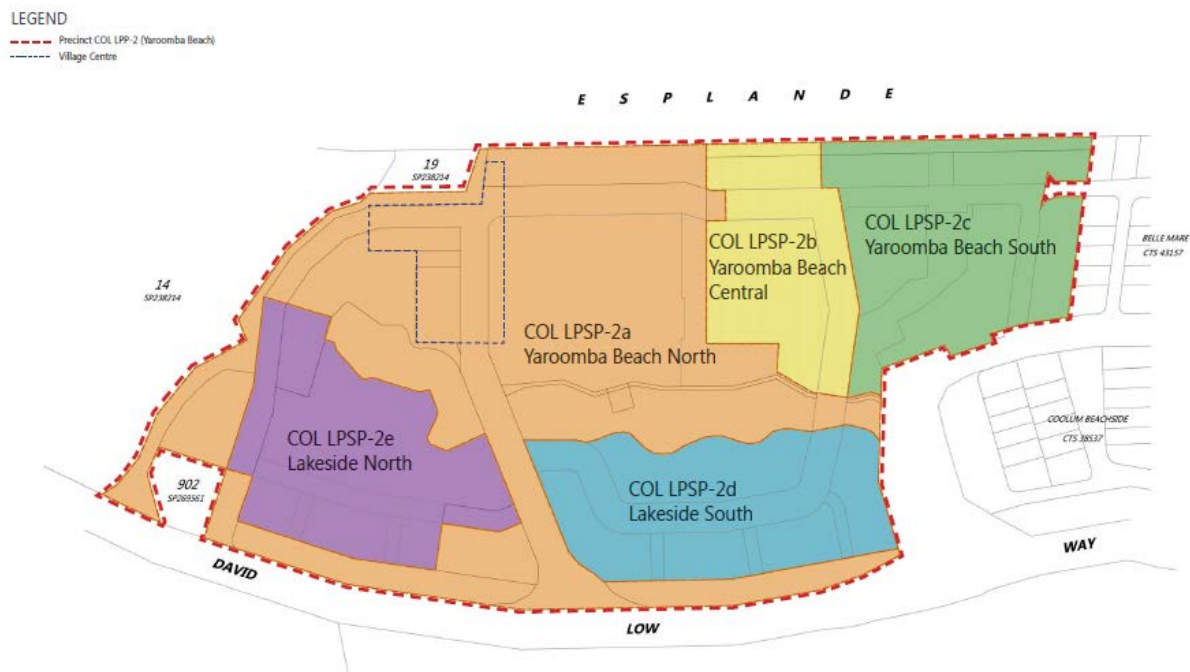 LEGEND
Precinct COL LPP-2 (Yaroomba Beach)
Village Centre
E S P L A N D E
19
SP238214
14
SP238214
COL LPSP-2a
Yaroomba Beach North
COL LPSP-2b
Yaroomba Beach
Central
COL LPSP-2c
Yaroomba Beach South
BELLE MARE
CTS 43157
COL LPSP-2e
Lakeside North
COL LPSP-2d
Lakeside South
COOLUM BEACHSIDE
CTS 38537
902
SP269561
DAVID
LOW
WAY